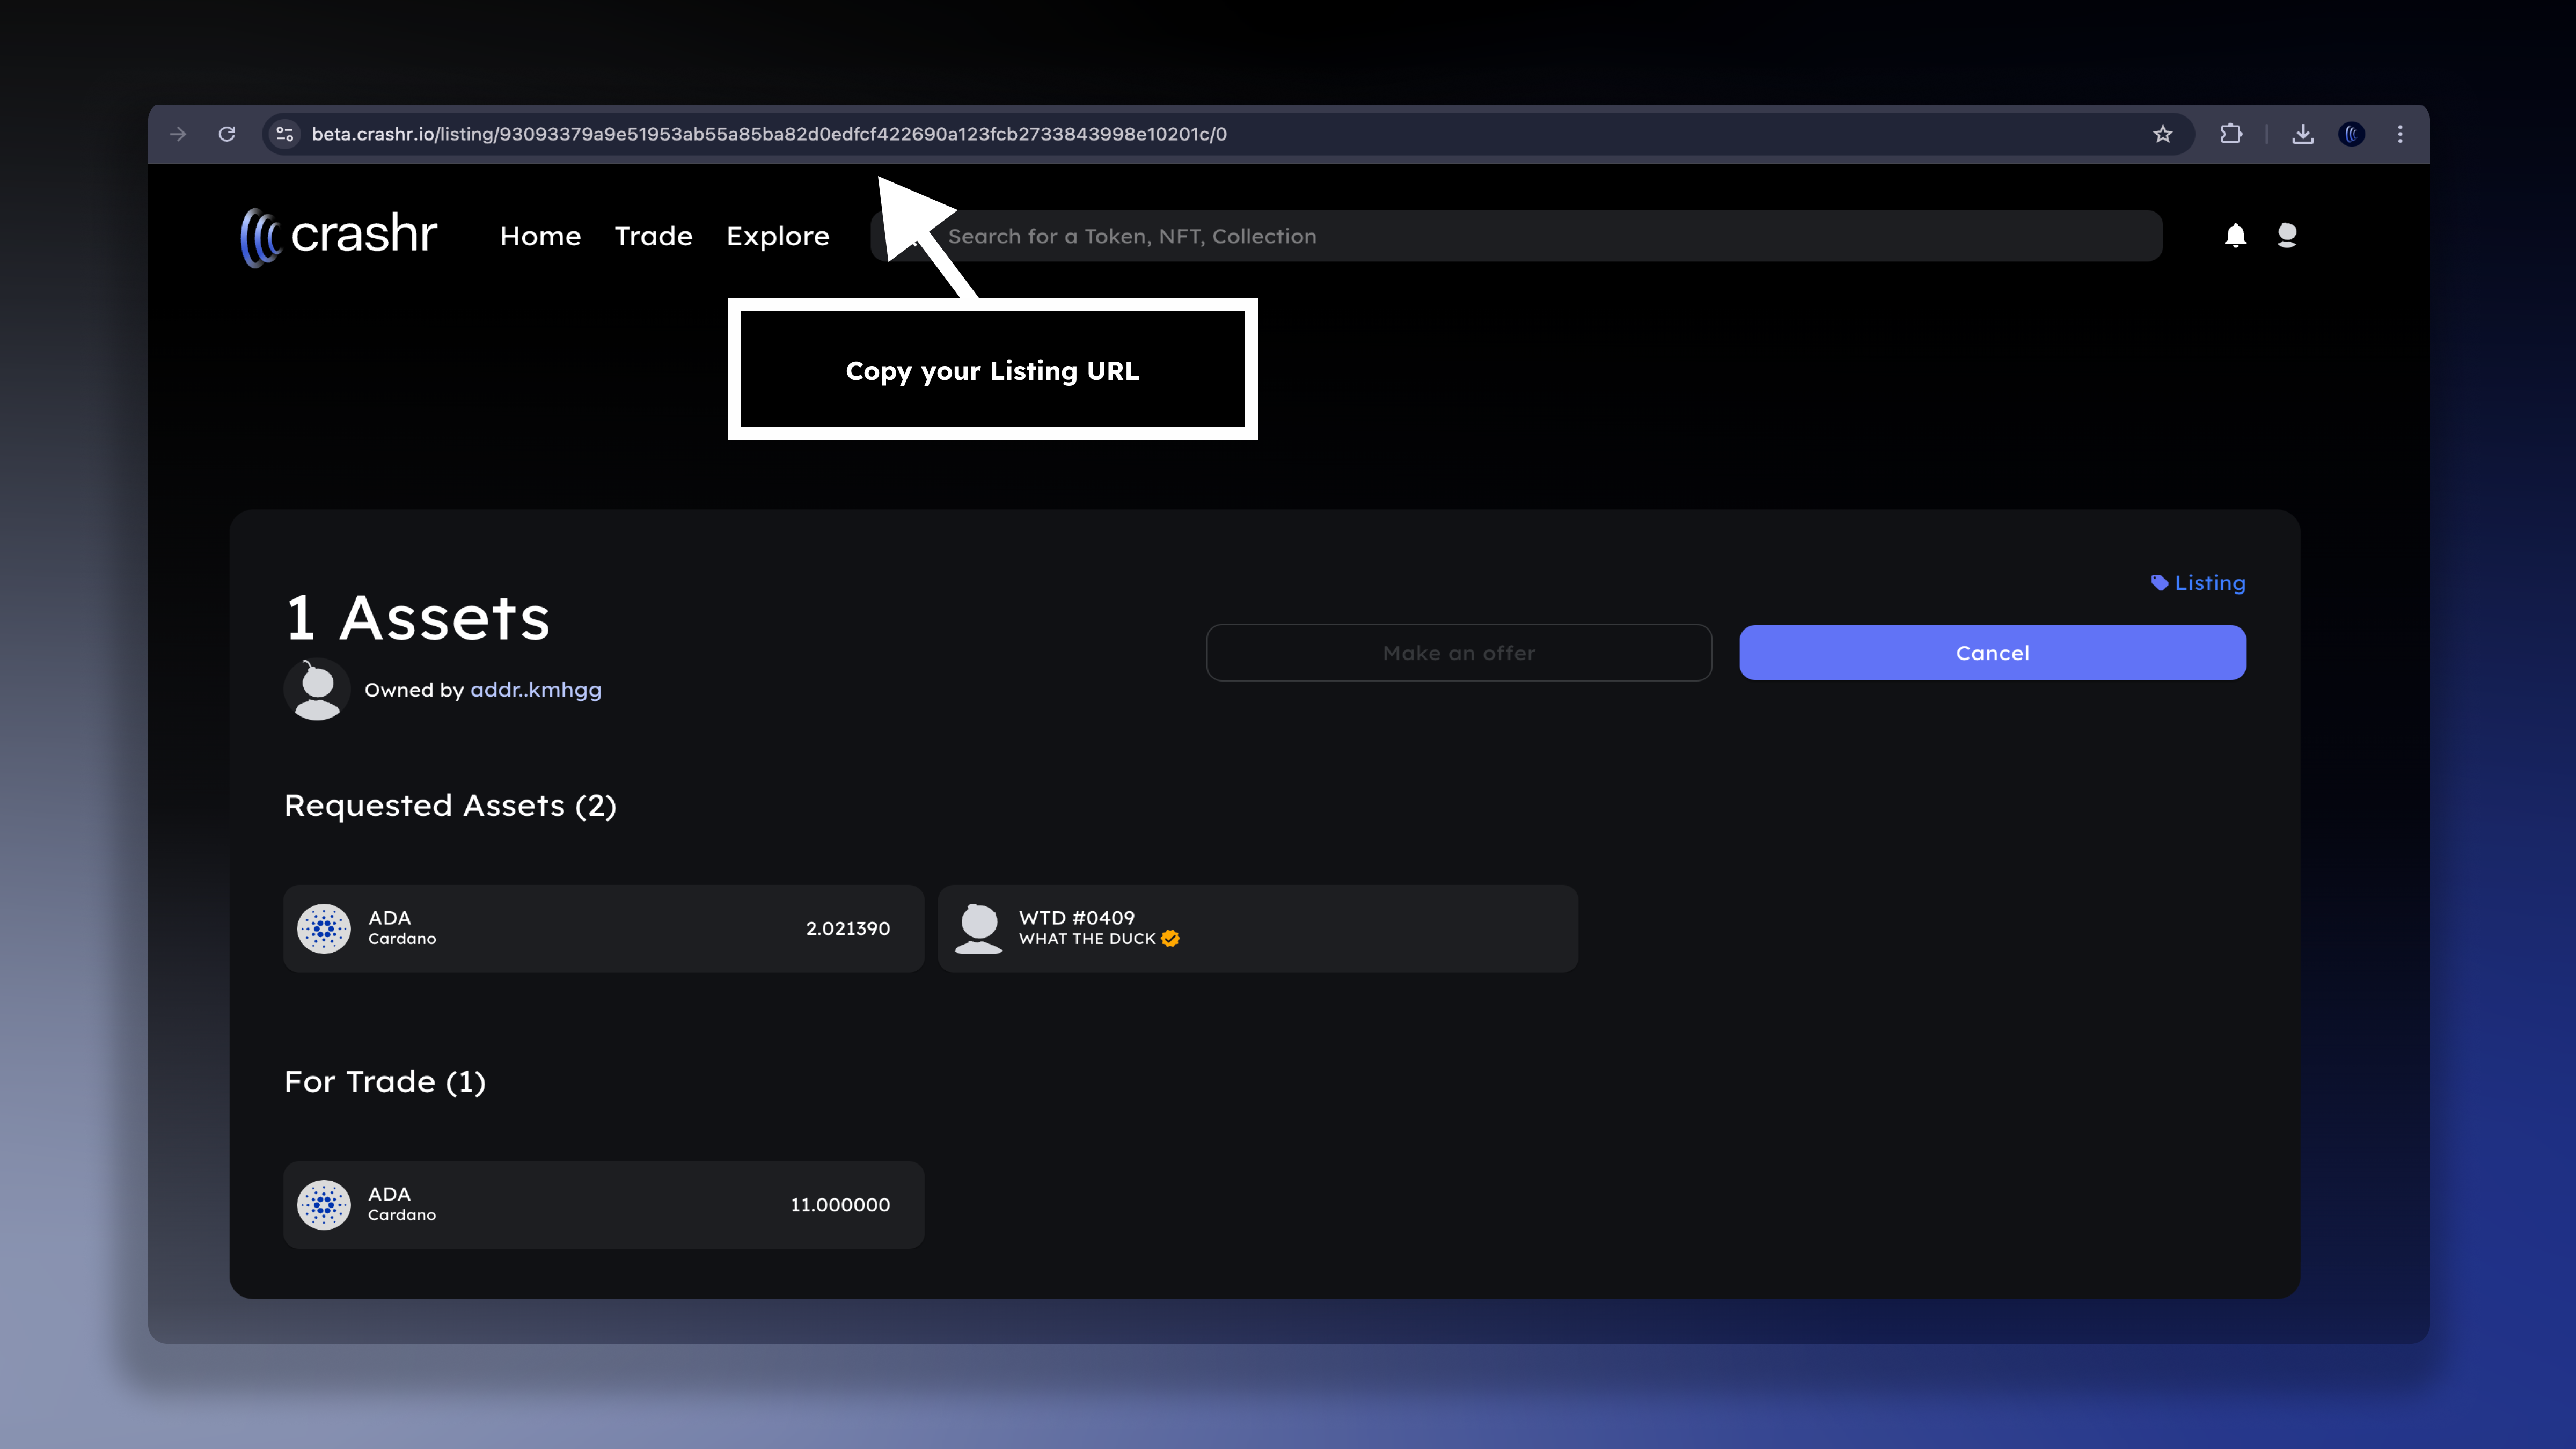 beta.crashr.io/listing/93093379a9e51953ab55a85ba82d0edfcf422690a123fcb2733843998e10201c/0
crashr
Home
Trade
Explore
Search for a Token, NFT, Collection
Copy your Listing URL
Listing
1 Assets
Make an offer
Cancel
Owned by addr..kmhgg
Requested Assets (2)
ADA
Cardano
2.021390
WTD #0409
WHAT THE DUCK
For Trade (1)
ADA
Cardano
11.000000